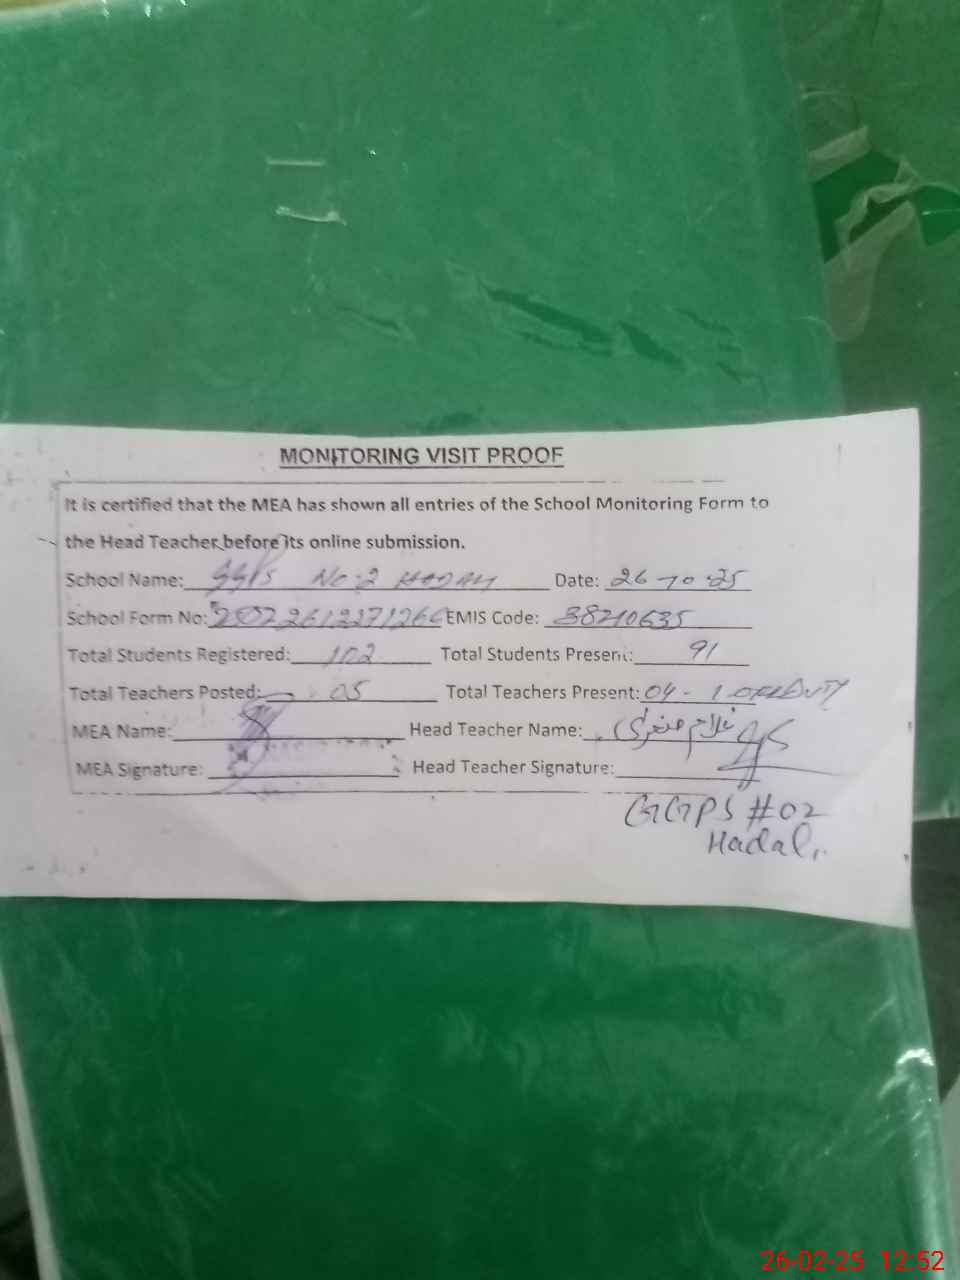 MONITORING VISIT PROOF
It is certified that the MEA has shown all entries of the School Monitoring Form to
the Head Teacher before its online submission.
School Name: GGPS No: 2 Date: 26-10-25
School Form No: EMIS Code: 38210635
Total Students Registered: 102 Total Students Present: 91
Total Teachers Posted: 05 Total Teachers Present: 04 - 1
MEA Name: Head Teacher Name: غلام صغری
MEA Signature: Head Teacher Signature:
GGPS #02
Hadal
26-02-25 12:52